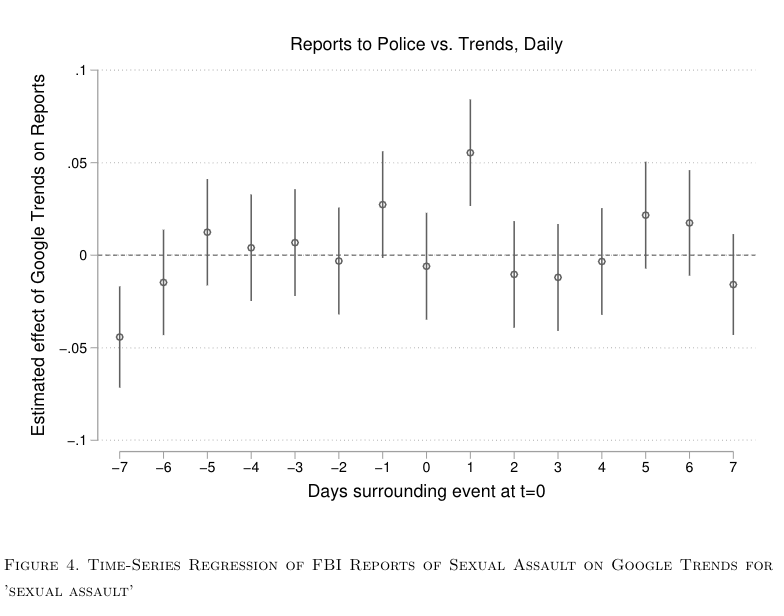 Reports to Police vs. Trends, Daily
Estimated effect of Google Trends on Reports
.1
.05
0
−.05
−.1
−7 −6 −5 −4 −3 −2 −1 0 1 2 3 4 5 6 7
Days surrounding event at t=0
Figure 4. Time-Series Regression of FBI Reports of Sexual Assault on Google Trends for
'sexual assault'